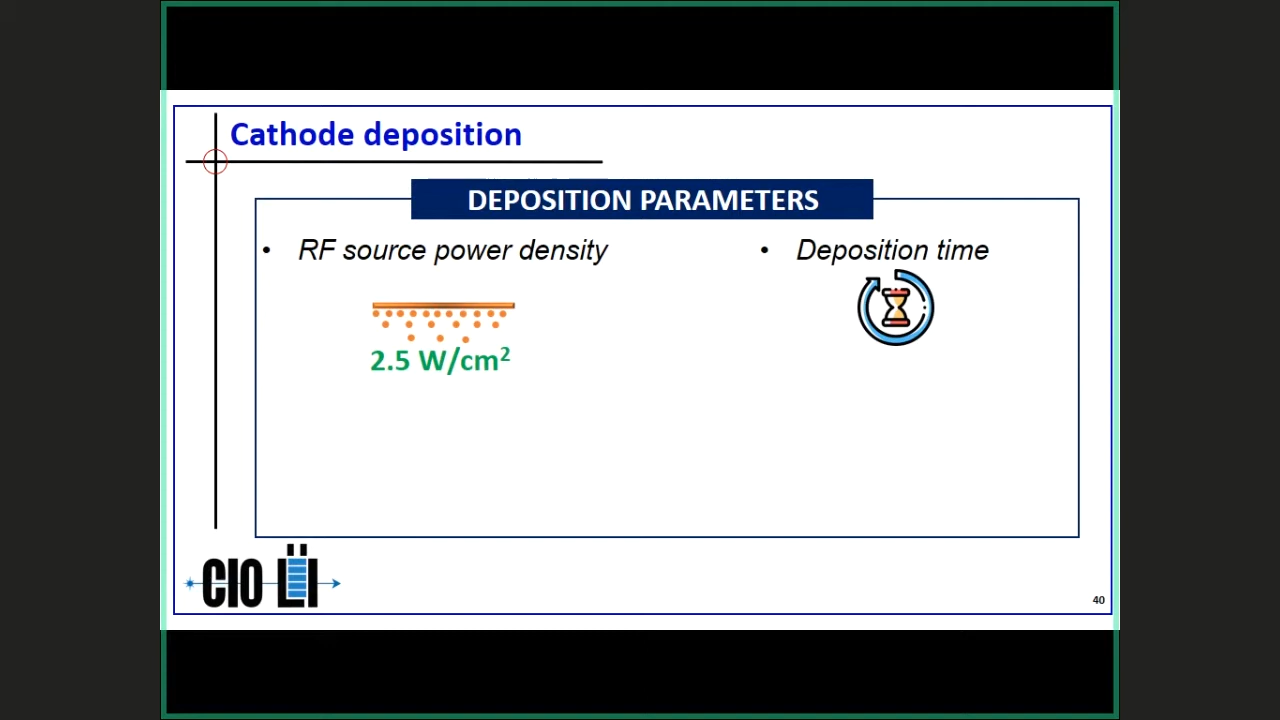 Cathode deposition
DEPOSITION PARAMETERS
• RF source power density
2.5 W/cm²
• Deposition time
CIO LI
40